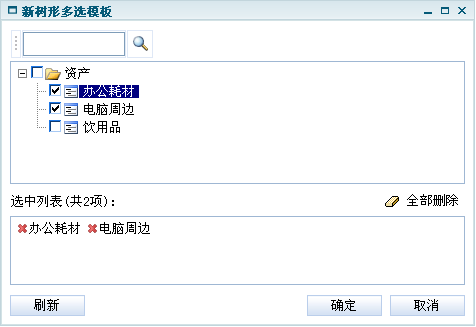 新树形多选模板
资产
办公耗材
电脑周边
饮用品
选中列表(共2项): 全部删除
办公耗材 电脑周边
刷新 确定 取消